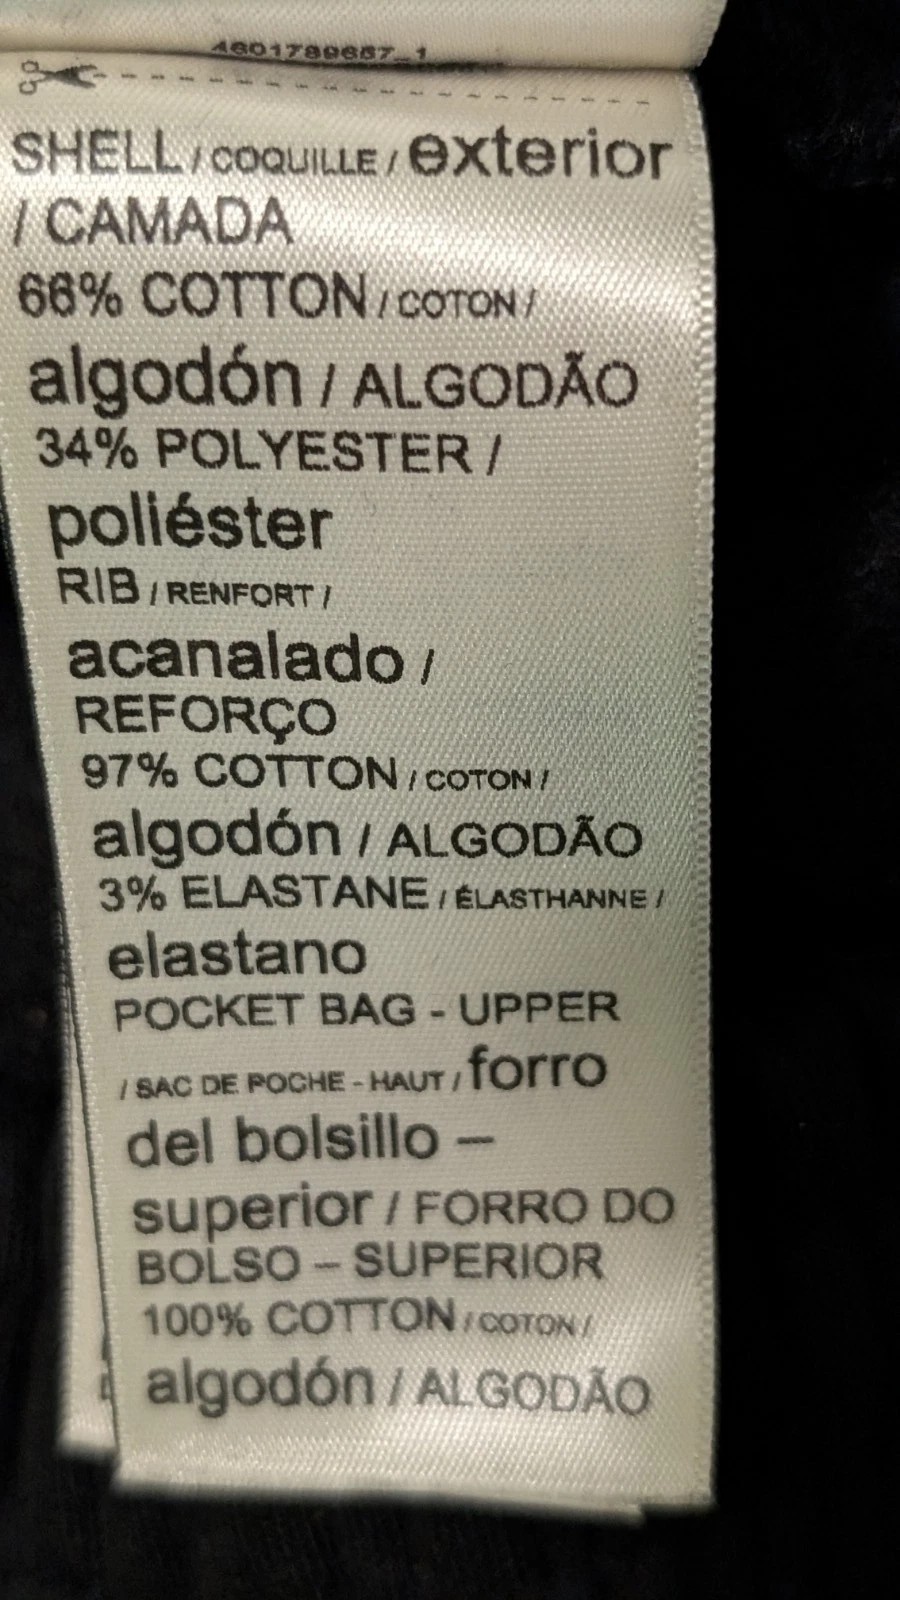 4601789667_1
SHELL / COQUILLE / exterior
/ CAMADA
66% COTTON / COTON /
algodón / ALGODÃO
34% POLYESTER /
poliéster
RIB / RENFORT /
acanalado /
REFORÇO
97% COTTON / COTON /
algodón / ALGODÃO
3% ELASTANE / ÉLASTHANNE /
elastano
POCKET BAG - UPPER
/ SAC DE POCHE - HAUT / forro
del bolsillo –
superior / FORRO DO
BOLSO – SUPERIOR
100% COTTON / COTON /
algodón / ALGODÃO